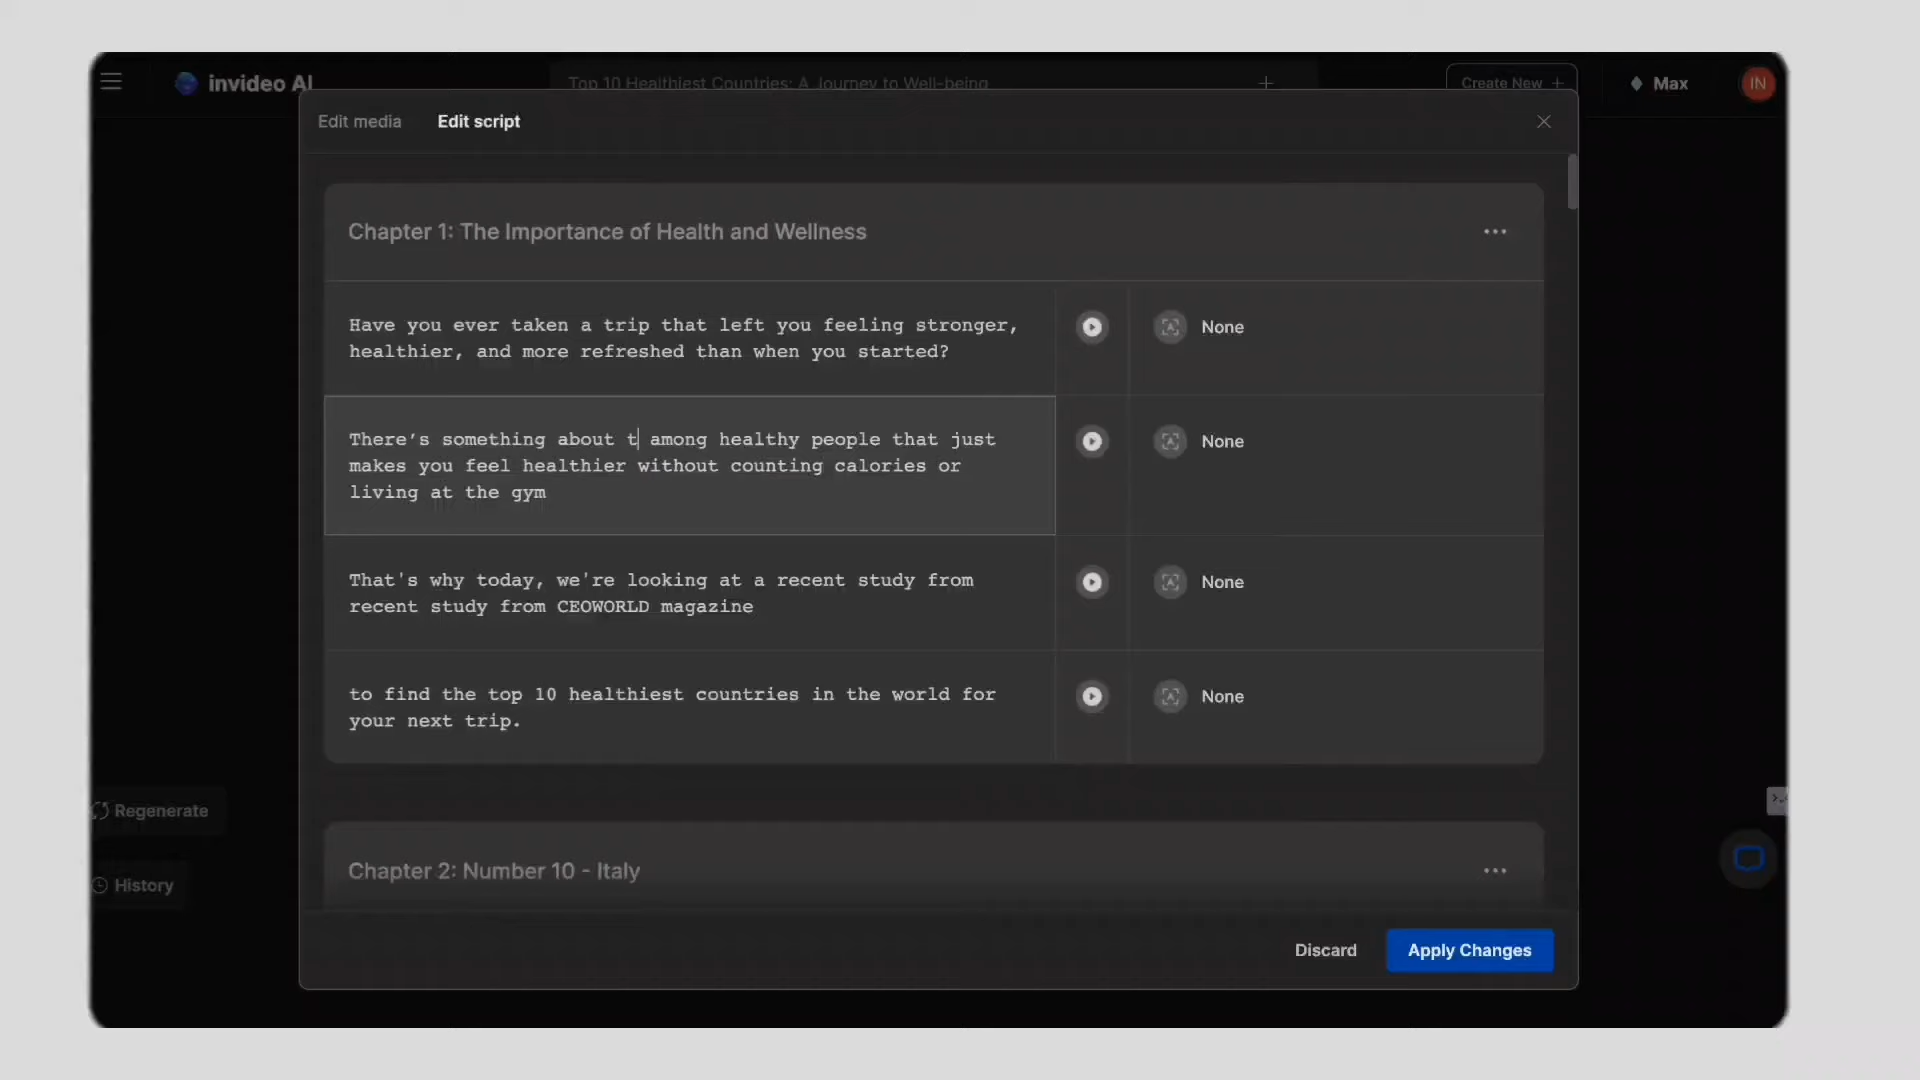 invideo AI
Top 10 Healthiest Countries: A Journey to Well-being
Create New
Max
IN
Edit media
Edit script
Chapter 1: The Importance of Health and Wellness
Have you ever taken a trip that left you feeling stronger,
healthier, and more refreshed than when you started?
None
There’s something about t among healthy people that just
makes you feel healthier without counting calories or
living at the gym
None
That's why today, we're looking at a recent study from
recent study from CEOWORLD magazine
None
to find the top 10 healthiest countries in the world for
your next trip.
None
Regenerate
Chapter 2: Number 10 - Italy
History
Discard
Apply Changes